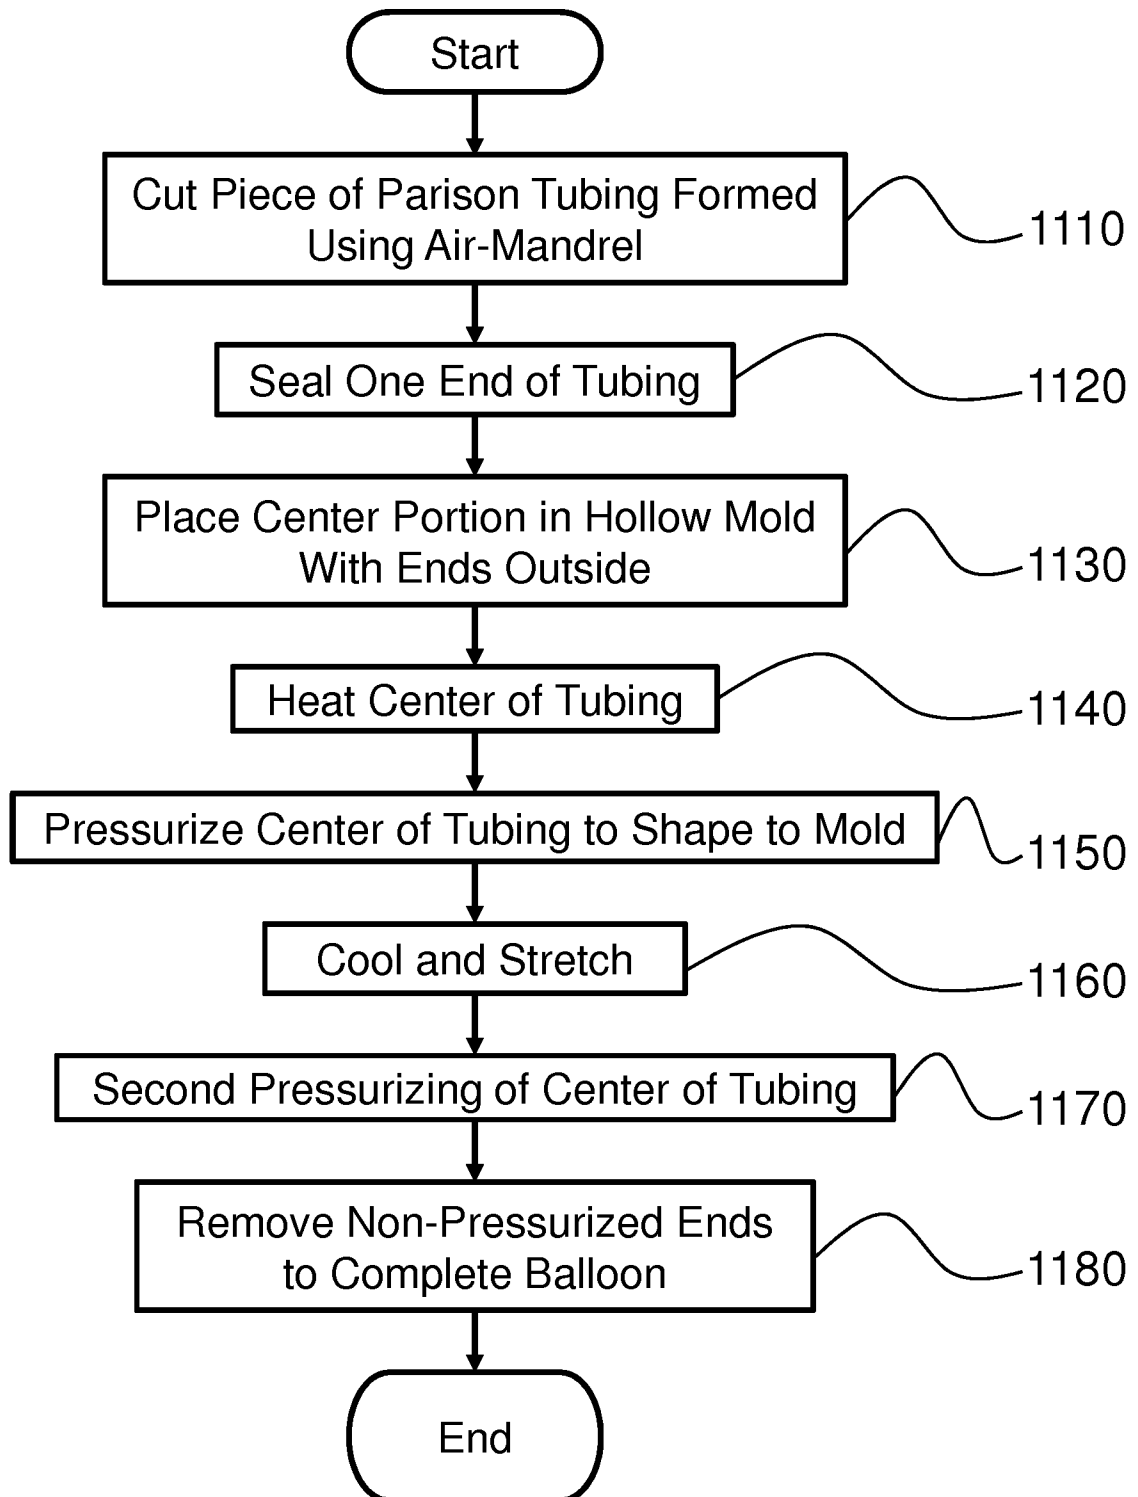 Start
Cut Piece of Parison Tubing Formed
Using Air-Mandrel
1110
Seal One End of Tubing
1120
Place Center Portion in Hollow Mold
With Ends Outside
1130
Heat Center of Tubing
1140
Pressurize Center of Tubing to Shape to Mold
1150
Cool and Stretch
1160
Second Pressurizing of Center of Tubing
1170
Remove Non-Pressurized Ends
to Complete Balloon
1180
End